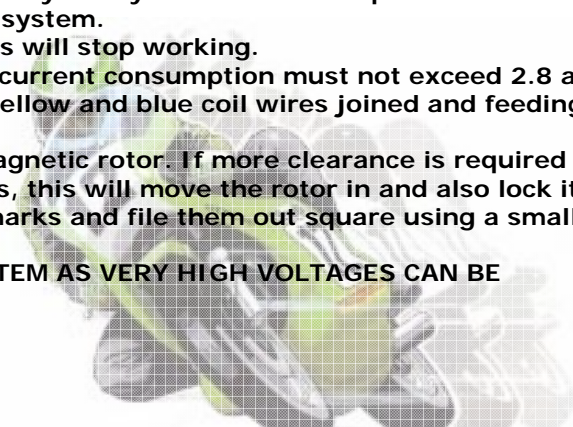 system.
s will stop working.
current consumption must not exceed 2.8 a
ellow and blue coil wires joined and feeding
agnetic rotor. If more clearance is required
s, this will move the rotor in and also lock it
arks and file them out square using a small
TEM AS VERY HIGH VOLTAGES CAN BE